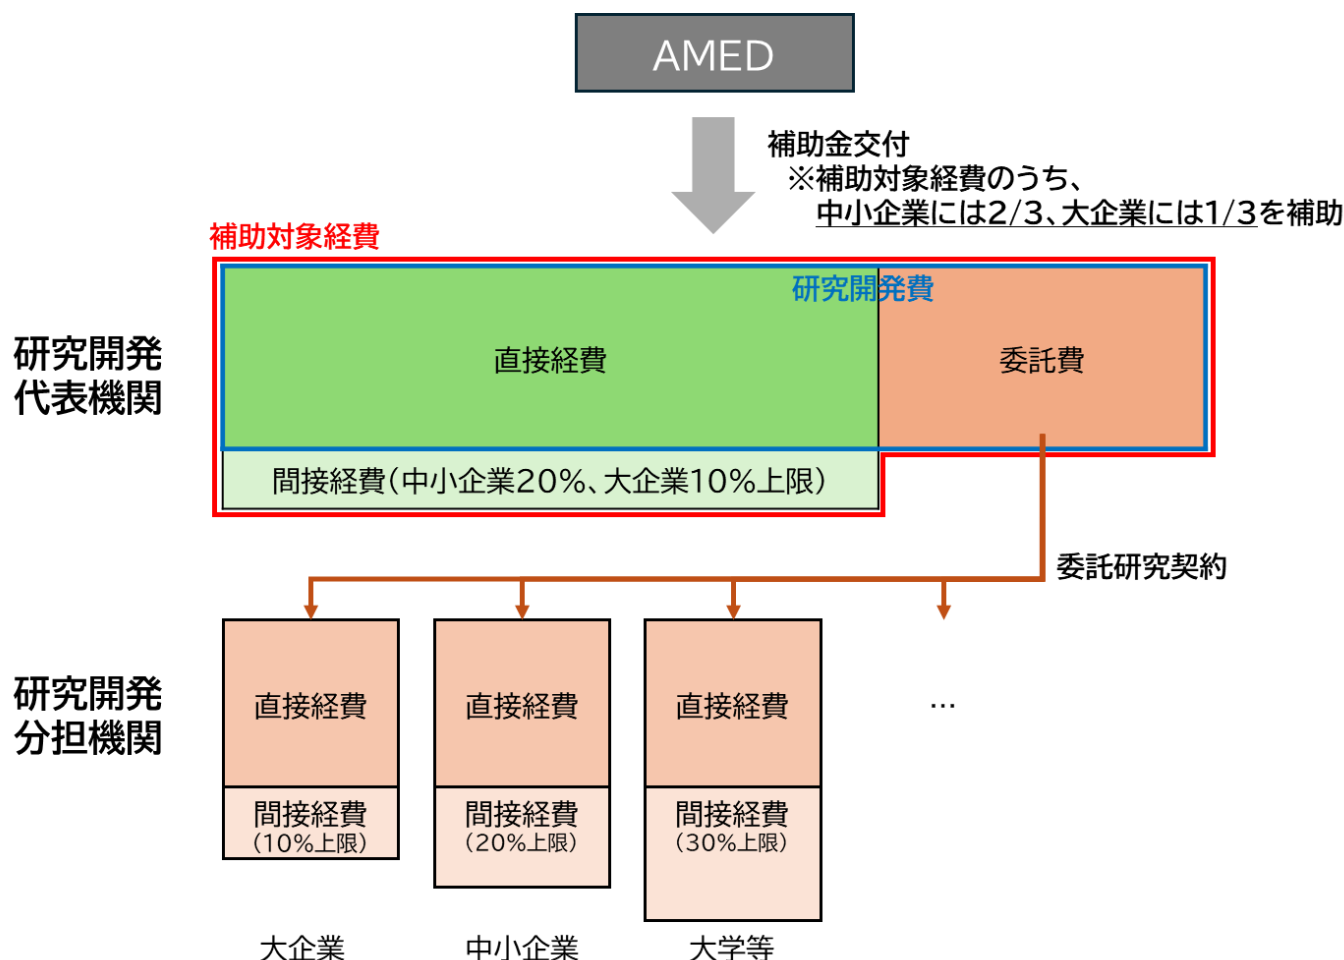 AMED
補助金交付
※補助対象経費のうち、
中小企業には2/3、大企業には1/3を補助
補助対象経費
研究開発費
研究開発
代表機関
直接経費
委託費
間接経費(中小企業20%、大企業10%上限)
委託研究契約
研究開発
分担機関
直接経費
直接経費
直接経費
…
間接経費
(10%上限)
間接経費
(20%上限)
間接経費
(30%上限)
大企業
中小企業
大学等